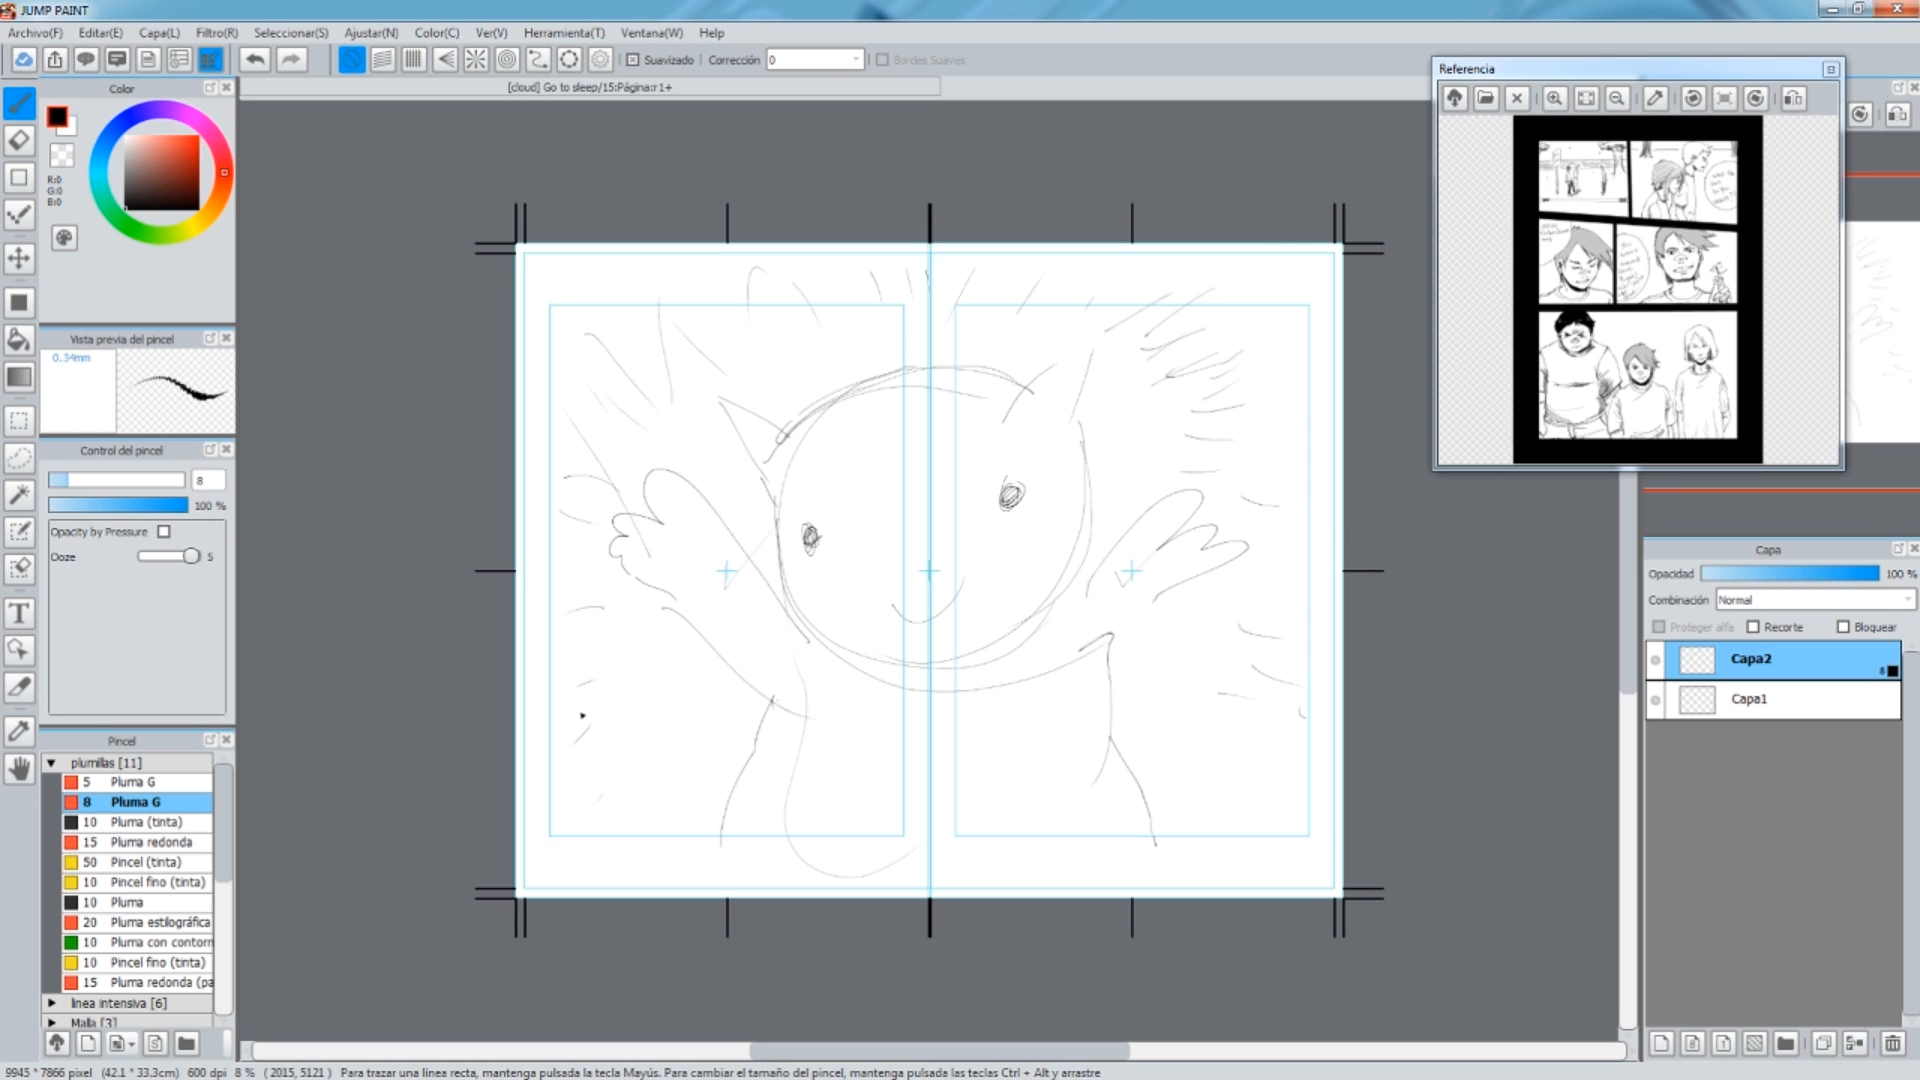 JUMP PAINT
Archivo(F) Editar(E) Capa(L) Filtro(R) Seleccionar(S) Ajustar(N) Color(C) Ver(V) Herramienta(T) Ventana(W) Help
Suavizado Corrección 0 Bordes Suaves
[cloud] Go to sleep/15:Página:r1+
Color
R:0
G:0
B:0
Vista previa del pincel
0.34mm
Control del pincel
8
100 %
Opacity by Pressure
Ooze 5
Pincel
plumillas [11]
5 Pluma G
8 Pluma G
10 Pluma (tinta)
15 Pluma redonda
50 Pincel (tinta)
10 Pincel fino (tinta)
10 Pluma
20 Pluma estilográfica
10 Pluma con contorn
10 Pincel fino (tinta)
15 Pluma redonda (pa
linea intensiva [6]
Malla [3]
Referencia
Capa
Opacidad 100 %
Combinación Normal
Proteger alfa Recorte Bloquear
Capa2
8
Capa1
T
9945 * 7866 pixel (42.1 * 33.3cm) 600 dpi 8 % ( 2015, 5121 ) Para trazar una línea recta, mantenga pulsada la tecla Mayús. Para cambiar el tamaño del pincel, mantenga pulsadas las teclas Ctrl + Alt y arrastre